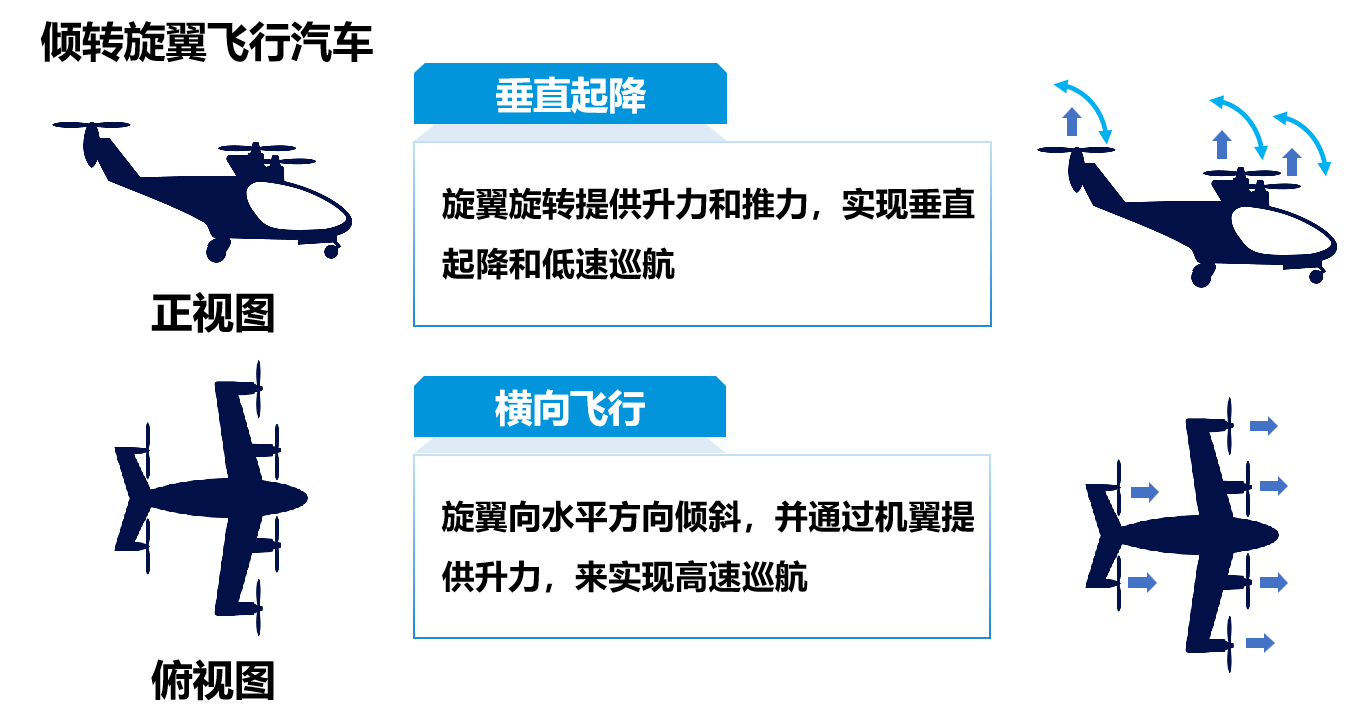 倾转旋翼飞行汽车
垂直起降
旋翼旋转提供升力和推力，实现垂直
起降和低速巡航
正视图
横向飞行
旋翼向水平方向倾斜，并通过机翼提
供升力，来实现高速巡航
俯视图